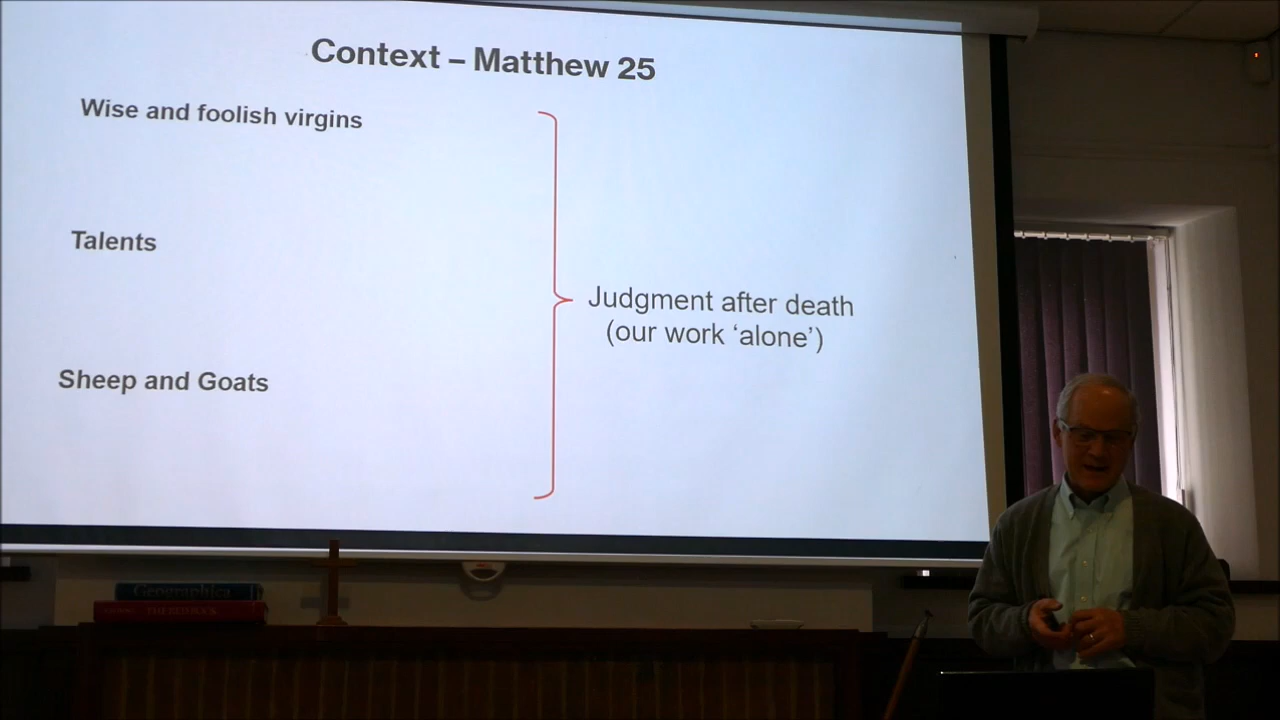 Context – Matthew 25
Wise and foolish virgins
Talents
Judgment after death
(our work ‘alone’)
Sheep and Goats
Geographica